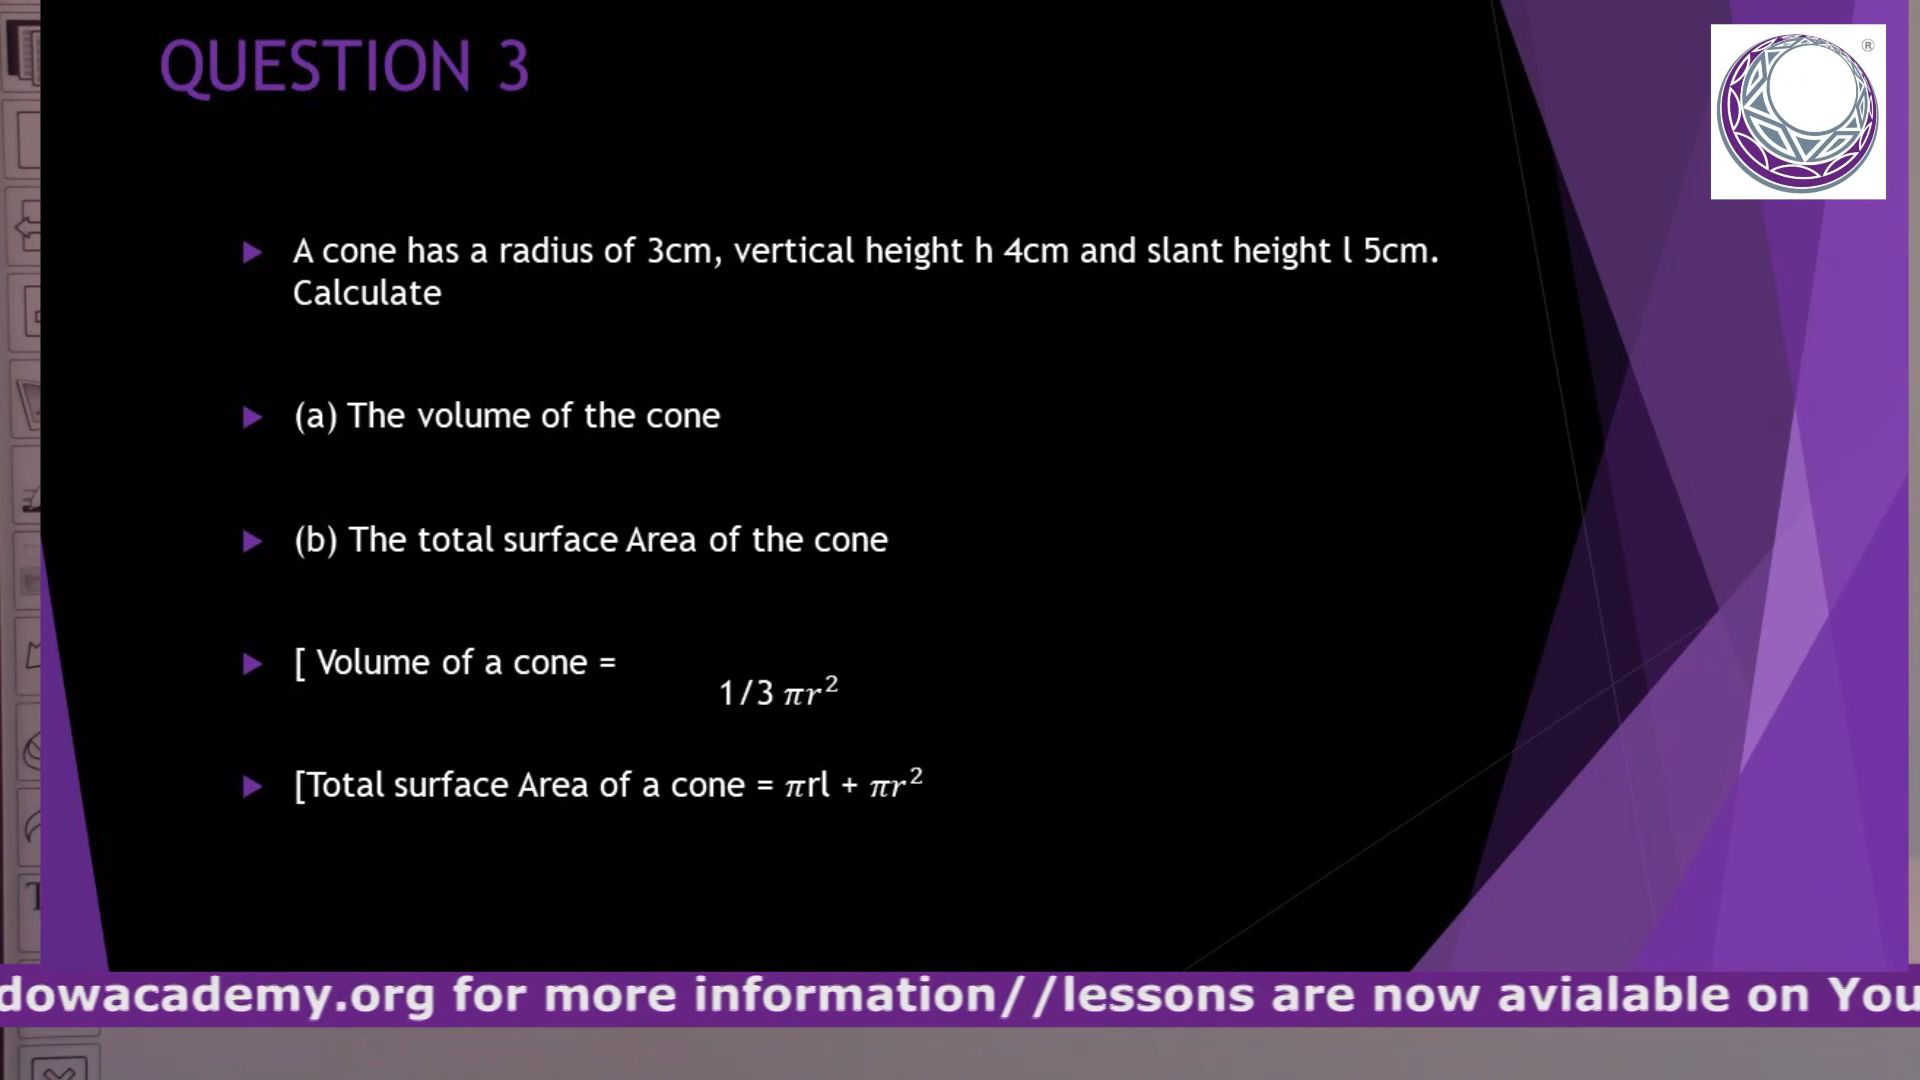 QUESTION 3
®
A cone has a radius of 3cm, vertical height h 4cm and slant height l 5cm.
Calculate
(a) The volume of the cone
(b) The total surface Area of the cone
[ Volume of a cone =
1/3 𝜋𝑟²
[Total surface Area of a cone = 𝜋rl + 𝜋𝑟²
dowacademy.org for more information//lessons are now avialable on You